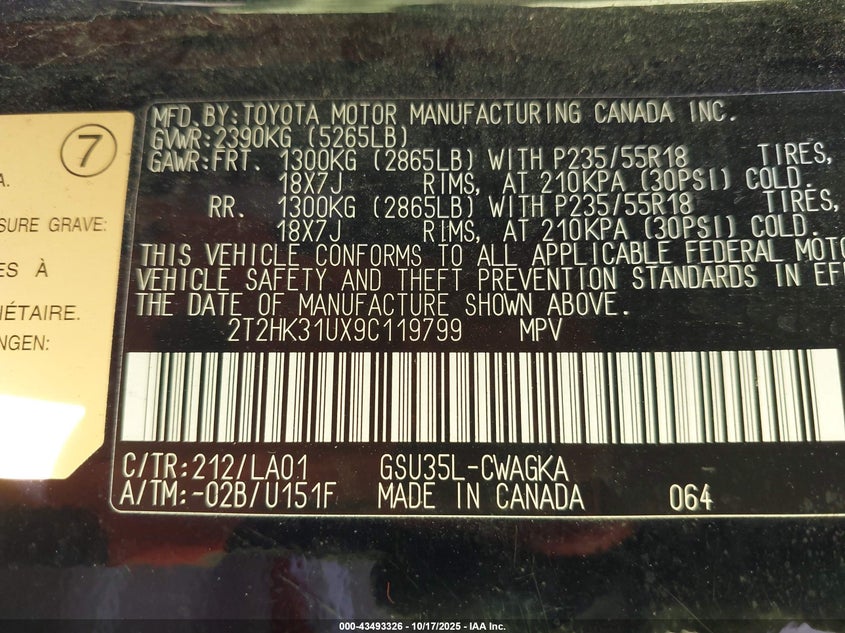 7
A.
SURE GRAVE:
ES À
IÉTAIRE.
NGEN:
MFD. BY: TOYOTA MOTOR MANUFACTURING CANADA INC.
GVWR: 2390KG (5265LB)
GAWR: FRT. 1300KG (2865LB) WITH P235/55R18 TIRES,
18X7J RIMS, AT 210KPA (30PSI) COLD.
RR. 1300KG (2865LB) WITH P235/55R18 TIRES,
18X7J RIMS, AT 210KPA (30PSI) COLD.
THIS VEHICLE CONFORMS TO ALL APPLICABLE FEDERAL MOTO
VEHICLE SAFETY AND THEFT PREVENTION STANDARDS IN EFF
THE DATE OF MANUFACTURE SHOWN ABOVE.
2T2HK31UX9C119799 MPV
C/TR: 212/LA01 GSU35L-CWAGKA
A/TM: -02B/U151F MADE IN CANADA 064
000-43493326 - 10/17/2025 - IAA Inc.